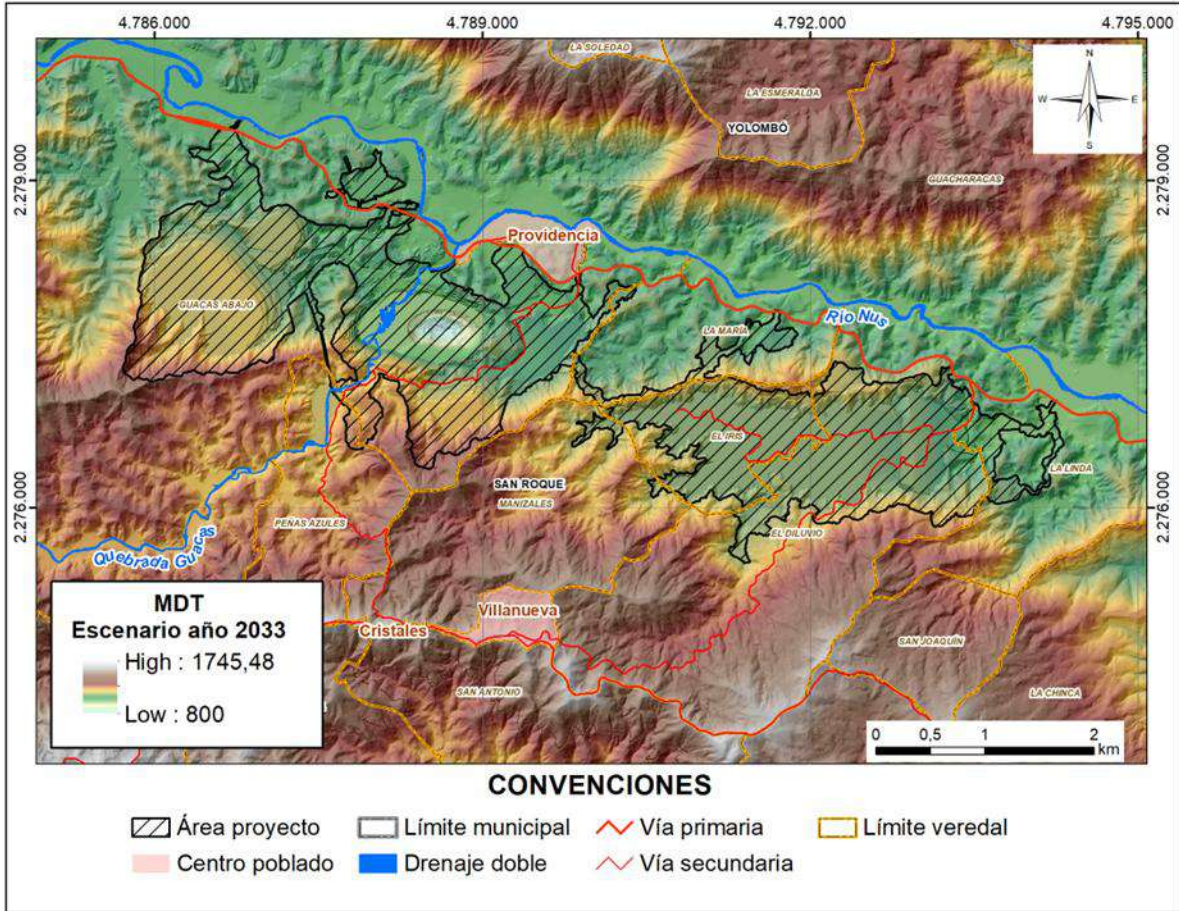 4.786.000 4.789.000 4.792.000 4.795.000
LA SOLEDAD
N
LA ESMERALDA
W E
YOLOMBÓ
S
2.279.000 2.279.000
GUACHARACAS
Providencia
GUACAS ABAJO
Rio Nus
LA MARÍA
EL IRIS
LA LINDA
SAN ROQUE
MANIZALES
2.276.000 2.276.000
PEÑAS AZULES
EL DILUVIO
Quebrada Guacas
Villanueva
Cristales
SAN JOAQUÍN
SAN ANTONIO
LA CHINCA
MDT
Escenario año 2033
High : 1745,48
Low : 800
0 0,5 1 2
km
CONVENCIONES
Área proyecto Límite municipal Vía primaria Límite veredal
Centro poblado Drenaje doble Vía secundaria